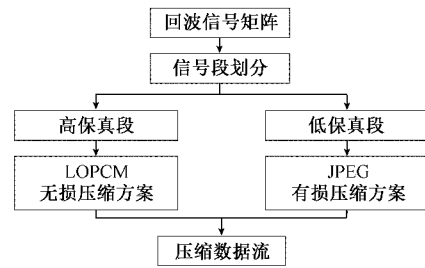 回波信号矩阵
信号段划分
高保真段
低保真段
LOPCM
无损压缩方案
JPEG
有损压缩方案
压缩数据流